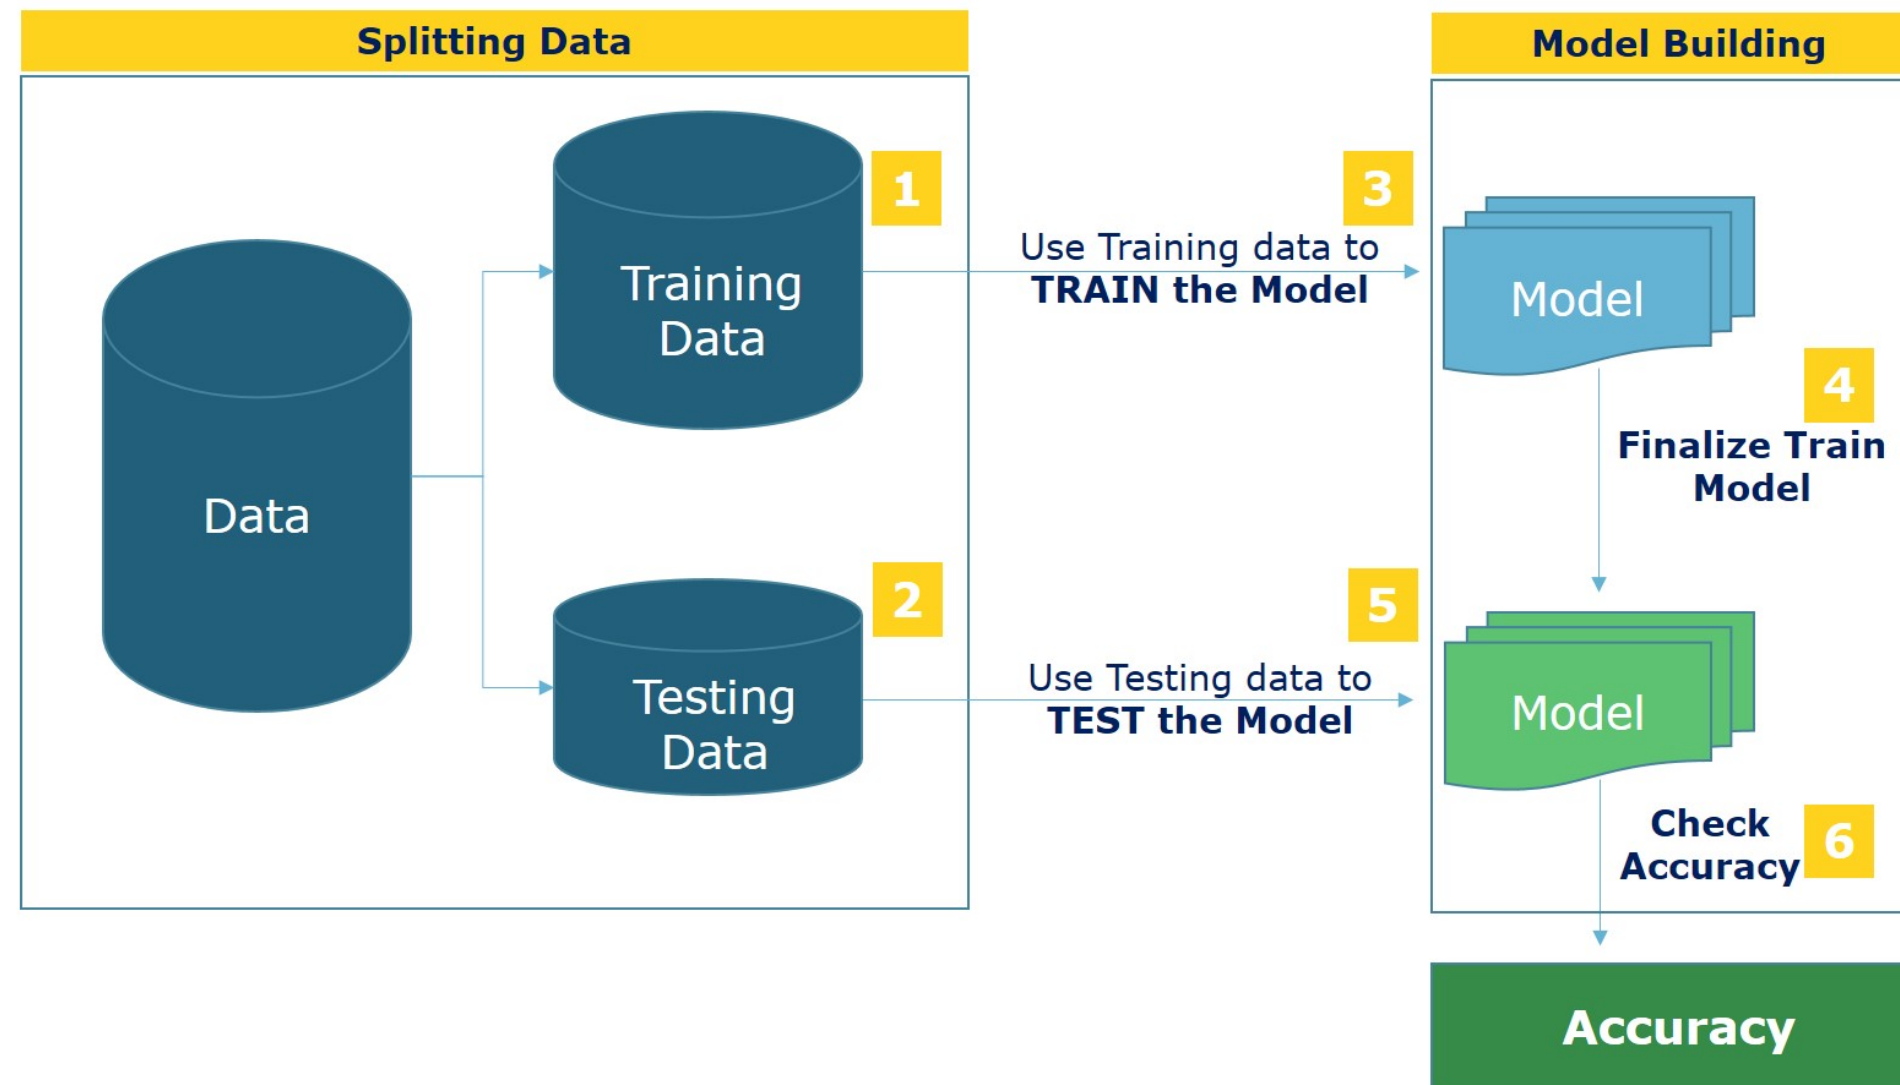 Splitting Data
Model Building
1
Training
Data
Data
2
Testing
Data
3
Use Training data to
TRAIN the Model
Model
4
Finalize Train
Model
5
Use Testing data to
TEST the Model
Model
Check
Accuracy
6
Accuracy